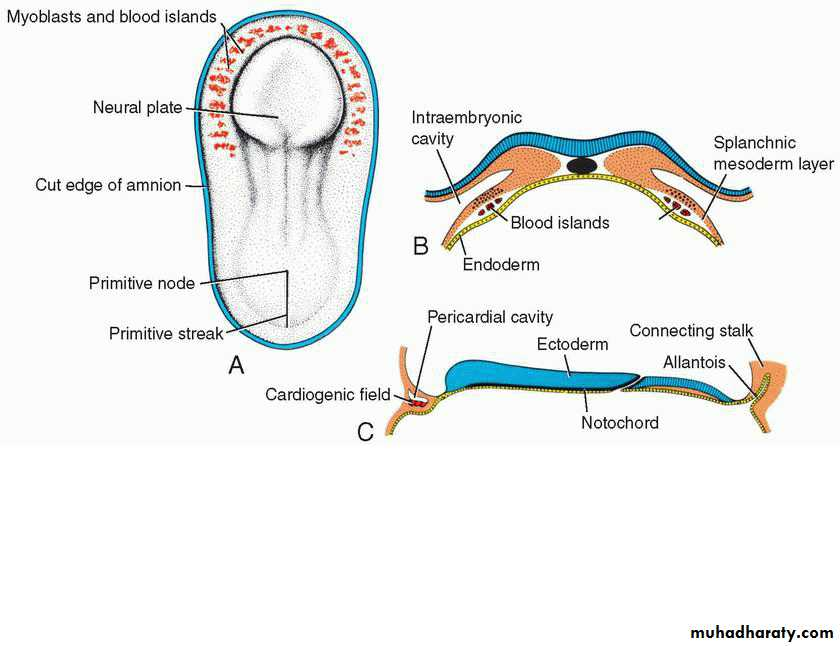 Myoblasts and blood islands
Neural plate
Cut edge of amnion
Primitive node
Primitive streak
A
Intraembryonic
cavity
Splanchnic
mesoderm layer
Blood islands
B
Endoderm
Pericardial cavity
Ectoderm
Connecting stalk
Allantois
Cardiogenic field
Notochord
C
muhadharaty.com